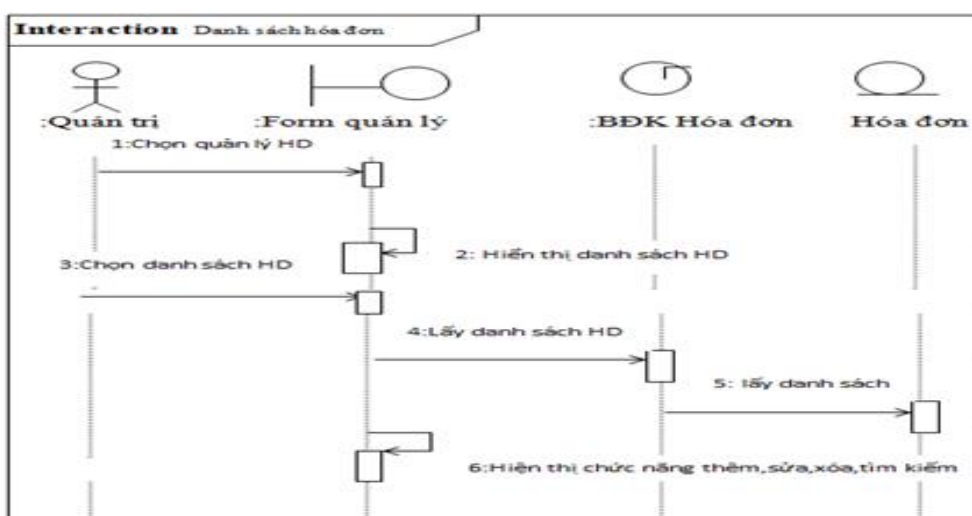 Interaction Danh sách hóa đơn
:Quản trị :Form quản lý :BĐK Hóa đơn Hóa đơn
1:Chọn quản lý HD
2: Hiển thị danh sách HD
3:Chọn danh sách HD
4:Lấy danh sách HD
5: lấy danh sách
6:Hiện thị chức năng thêm,sửa,xóa,tìm kiếm